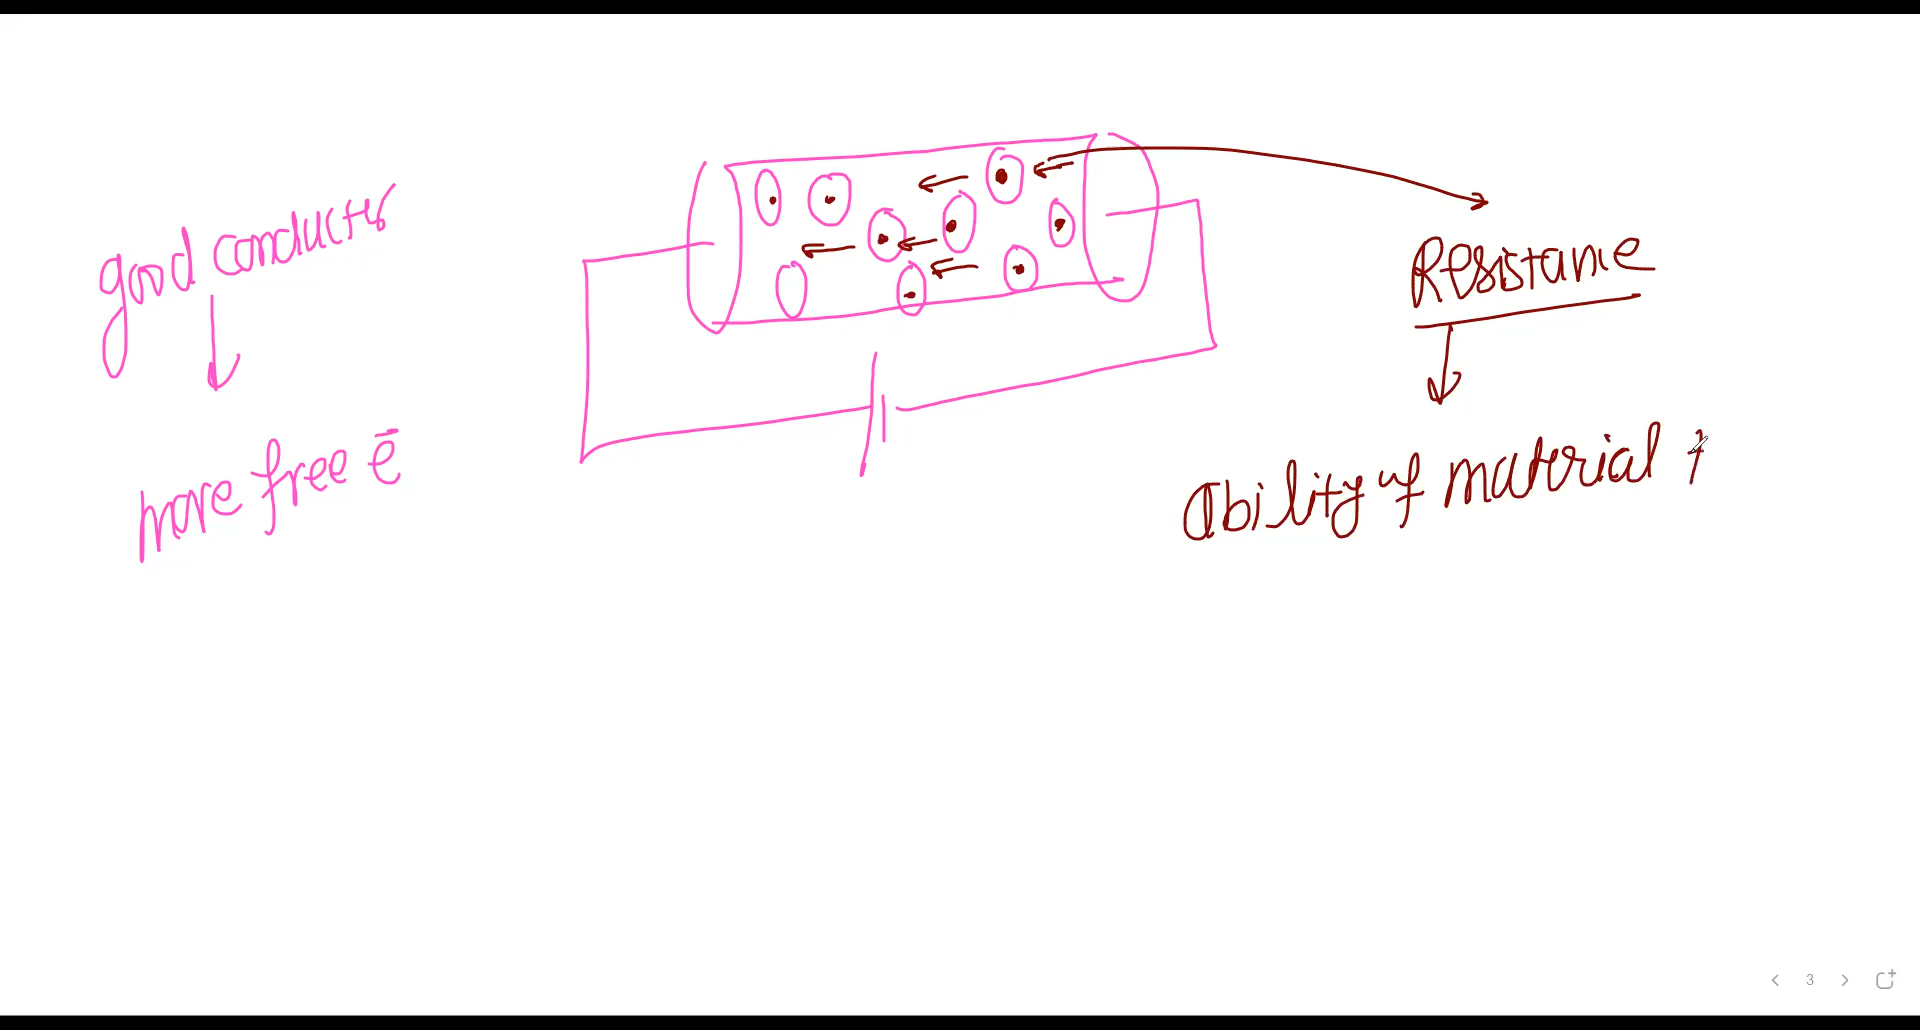 good conductor
more free ē
Resistance
ability of material t
3